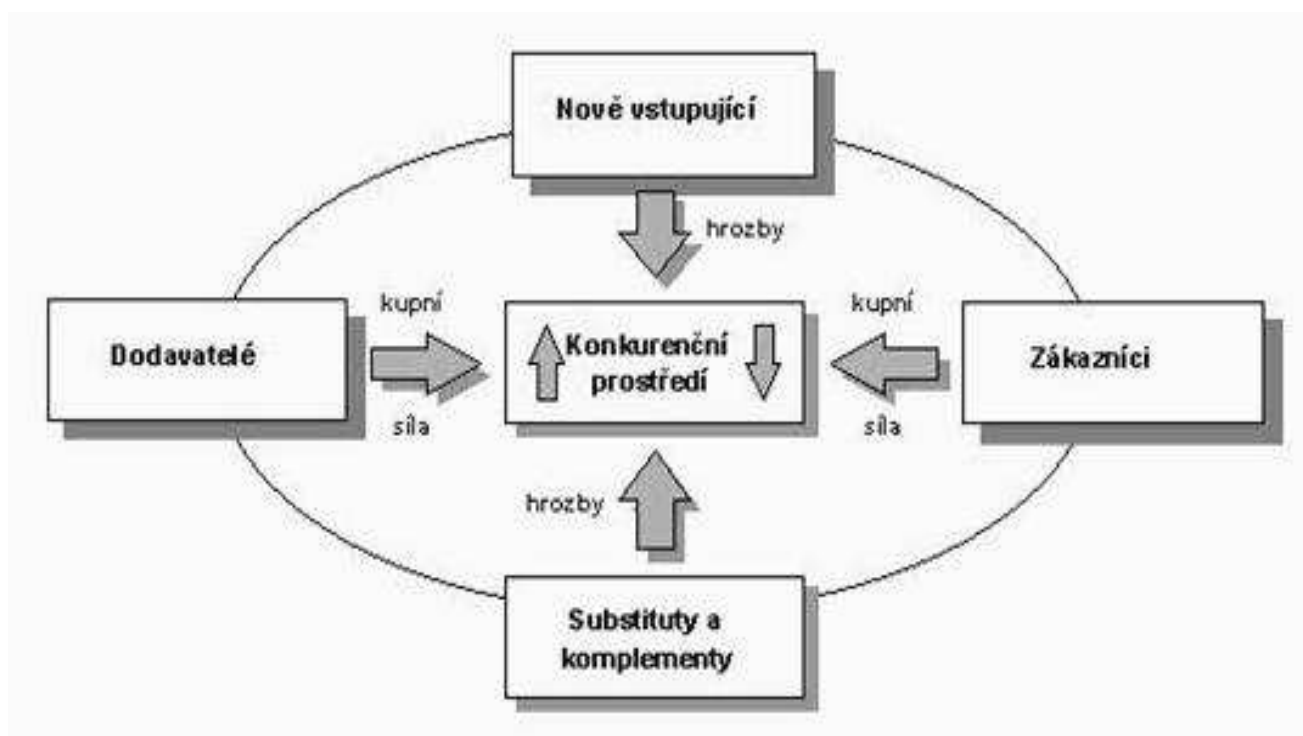 Nově vstupující
hrozby
kupní
Dodavatelé
síla
Konkurenční
prostředí
kupní
Zákazníci
síla
hrozby
Substituty a
komplementy